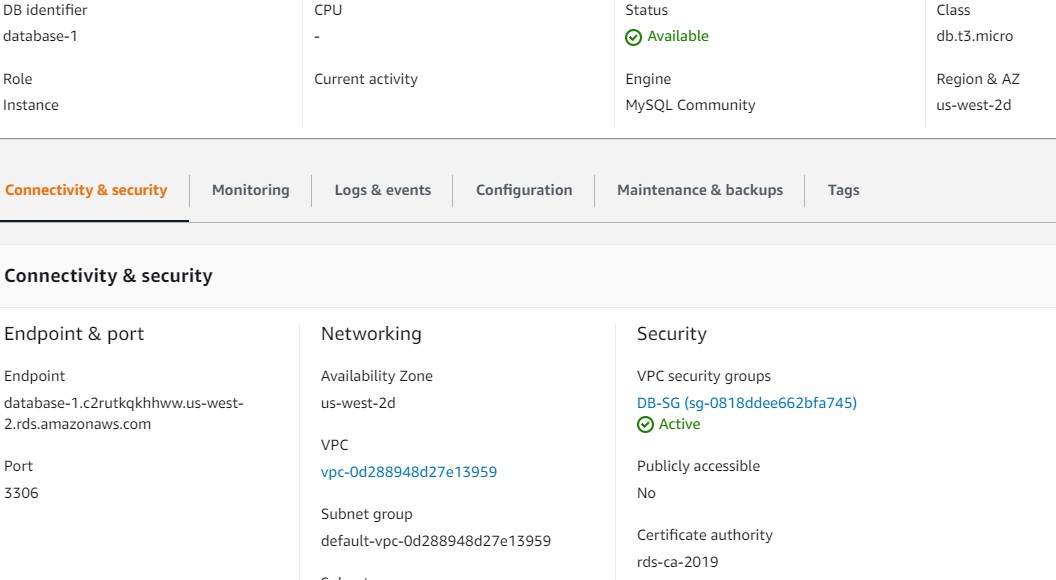 DB identifier
database-1
CPU
-
Status
Available
Class
db.t3.micro
Role
Instance
Current activity
Engine
MySQL Community
Region & AZ
us-west-2d
Connectivity & security
Monitoring
Logs & events
Configuration
Maintenance & backups
Tags
Connectivity & security
Endpoint & port
Endpoint
database-1.c2rutkqkhhww.us-west-
2.rds.amazonaws.com
Port
3306
Networking
Availability Zone
us-west-2d
VPC
vpc-0d288948d27e13959
Subnet group
default-vpc-0d288948d27e13959
Security
VPC security groups
DB-SG (sg-0818ddee662bfa745)
Active
Publicly accessible
No
Certificate authority
rds-ca-2019